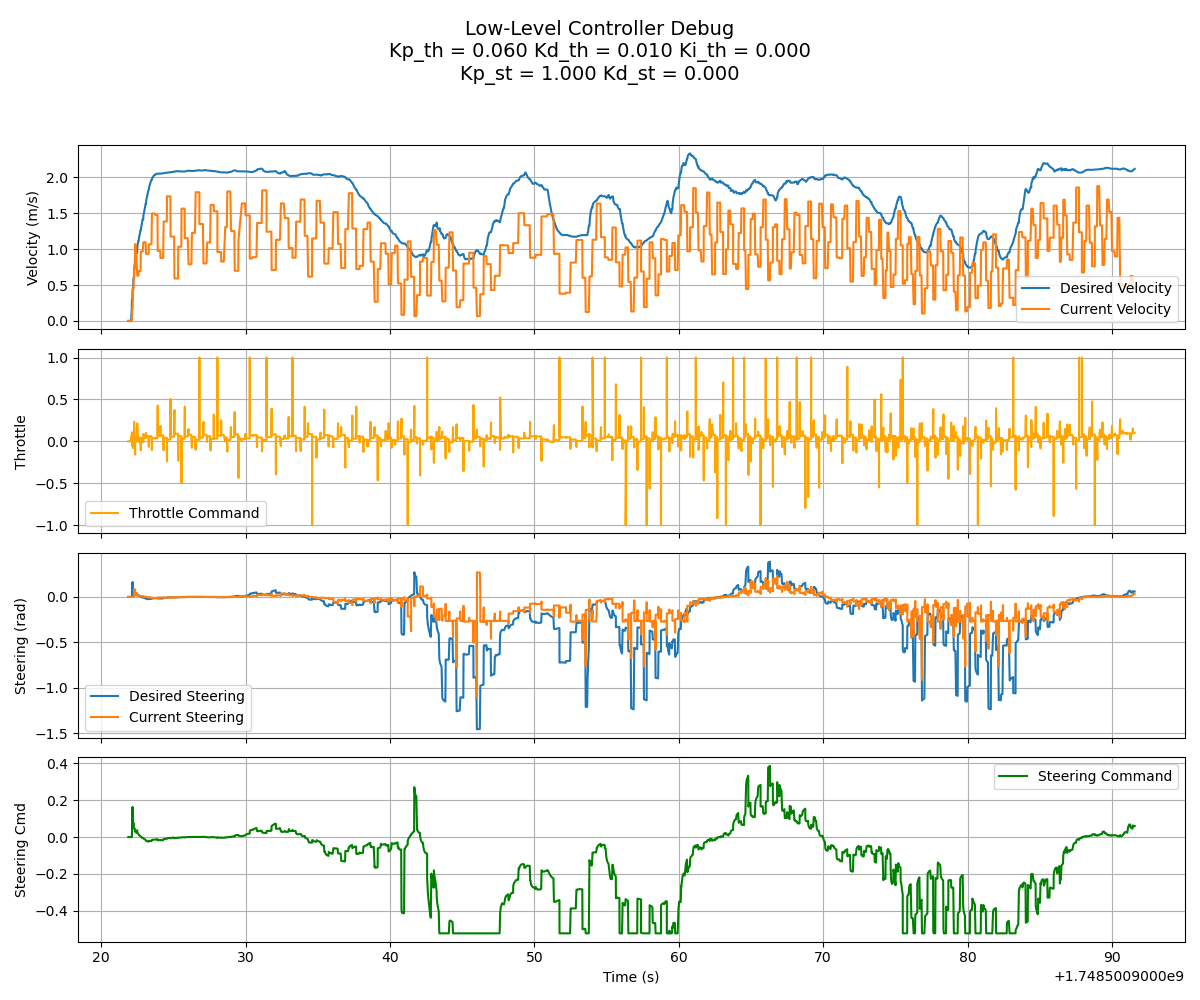 Low-Level Controller Debug
Kp_th = 0.060 Kd_th = 0.010 Ki_th = 0.000
Kp_st = 1.000 Kd_st = 0.000
Velocity (m/s)
2.0
1.5
1.0
0.5
0.0
Desired Velocity
Current Velocity
Throttle
1.0
0.5
0.0
−0.5
−1.0
Throttle Command
Steering (rad)
0.0
−0.5
−1.0
−1.5
Desired Steering
Current Steering
Steering Cmd
0.4
0.2
0.0
−0.2
−0.4
Steering Command
20 30 40 50 60 70 80 90
Time (s)
+1.7485009000e9